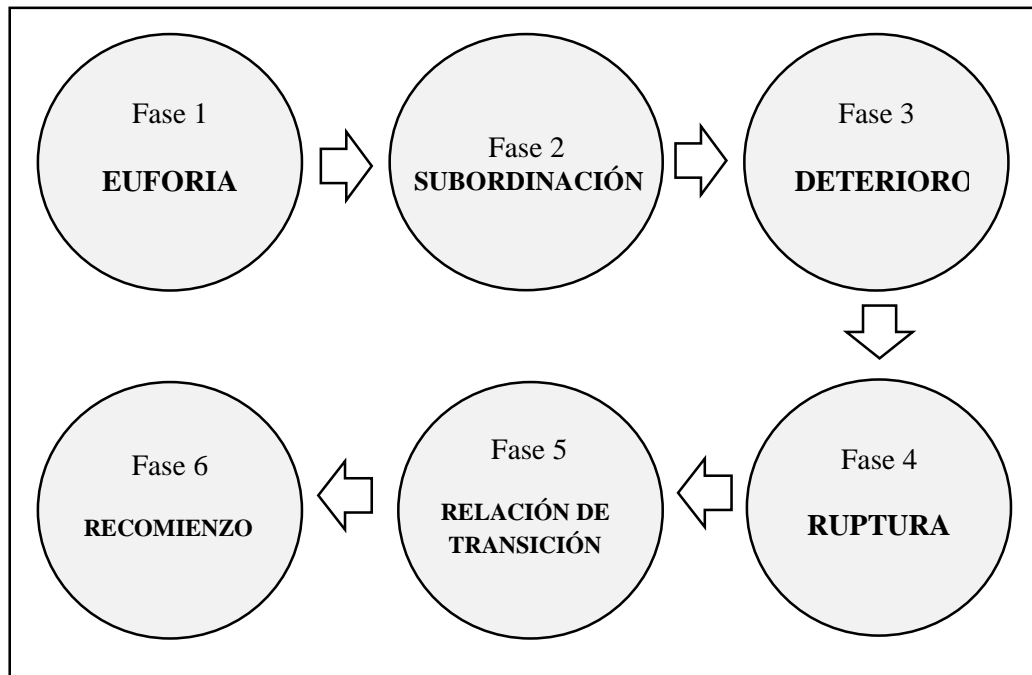 Fase 1
EUFORIA
Fase 2
SUBORDINACIÓN
Fase 3
DETERIORO
Fase 4
RUPTURA
Fase 5
RELACIÓN DE
TRANSICIÓN
Fase 6
RECOMIENZO